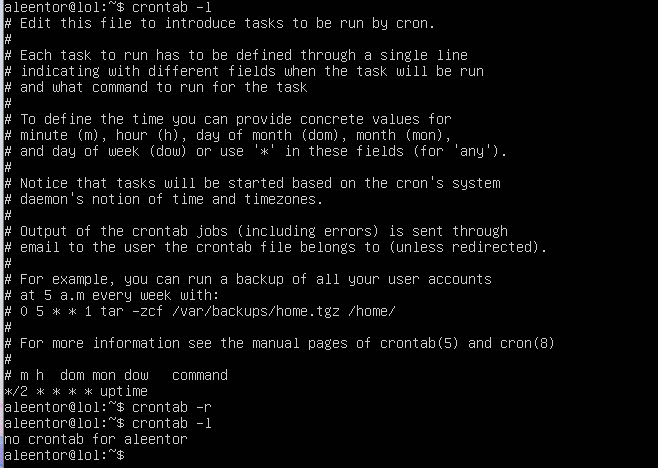 aleentor@lol:~$ crontab -l
# Edit this file to introduce tasks to be run by cron.
#
# Each task to run has to be defined through a single line
# indicating with different fields when the task will be run
# and what command to run for the task
#
# To define the time you can provide concrete values for
# minute (m), hour (h), day of month (dom), month (mon),
# and day of week (dow) or use '*' in these fields (for 'any').
#
# Notice that tasks will be started based on the cron's system
# daemon's notion of time and timezones.
#
# Output of the crontab jobs (including errors) is sent through
# email to the user the crontab file belongs to (unless redirected).
#
# For example, you can run a backup of all your user accounts
# at 5 a.m every week with:
# 0 5 * * 1 tar -zcf /var/backups/home.tgz /home/
#
# For more information see the manual pages of crontab(5) and cron(8)
#
# m h  dom mon dow   command
*/2 * * * * uptime
aleentor@lol:~$ crontab -r
aleentor@lol:~$ crontab -l
no crontab for aleentor
aleentor@lol:~$